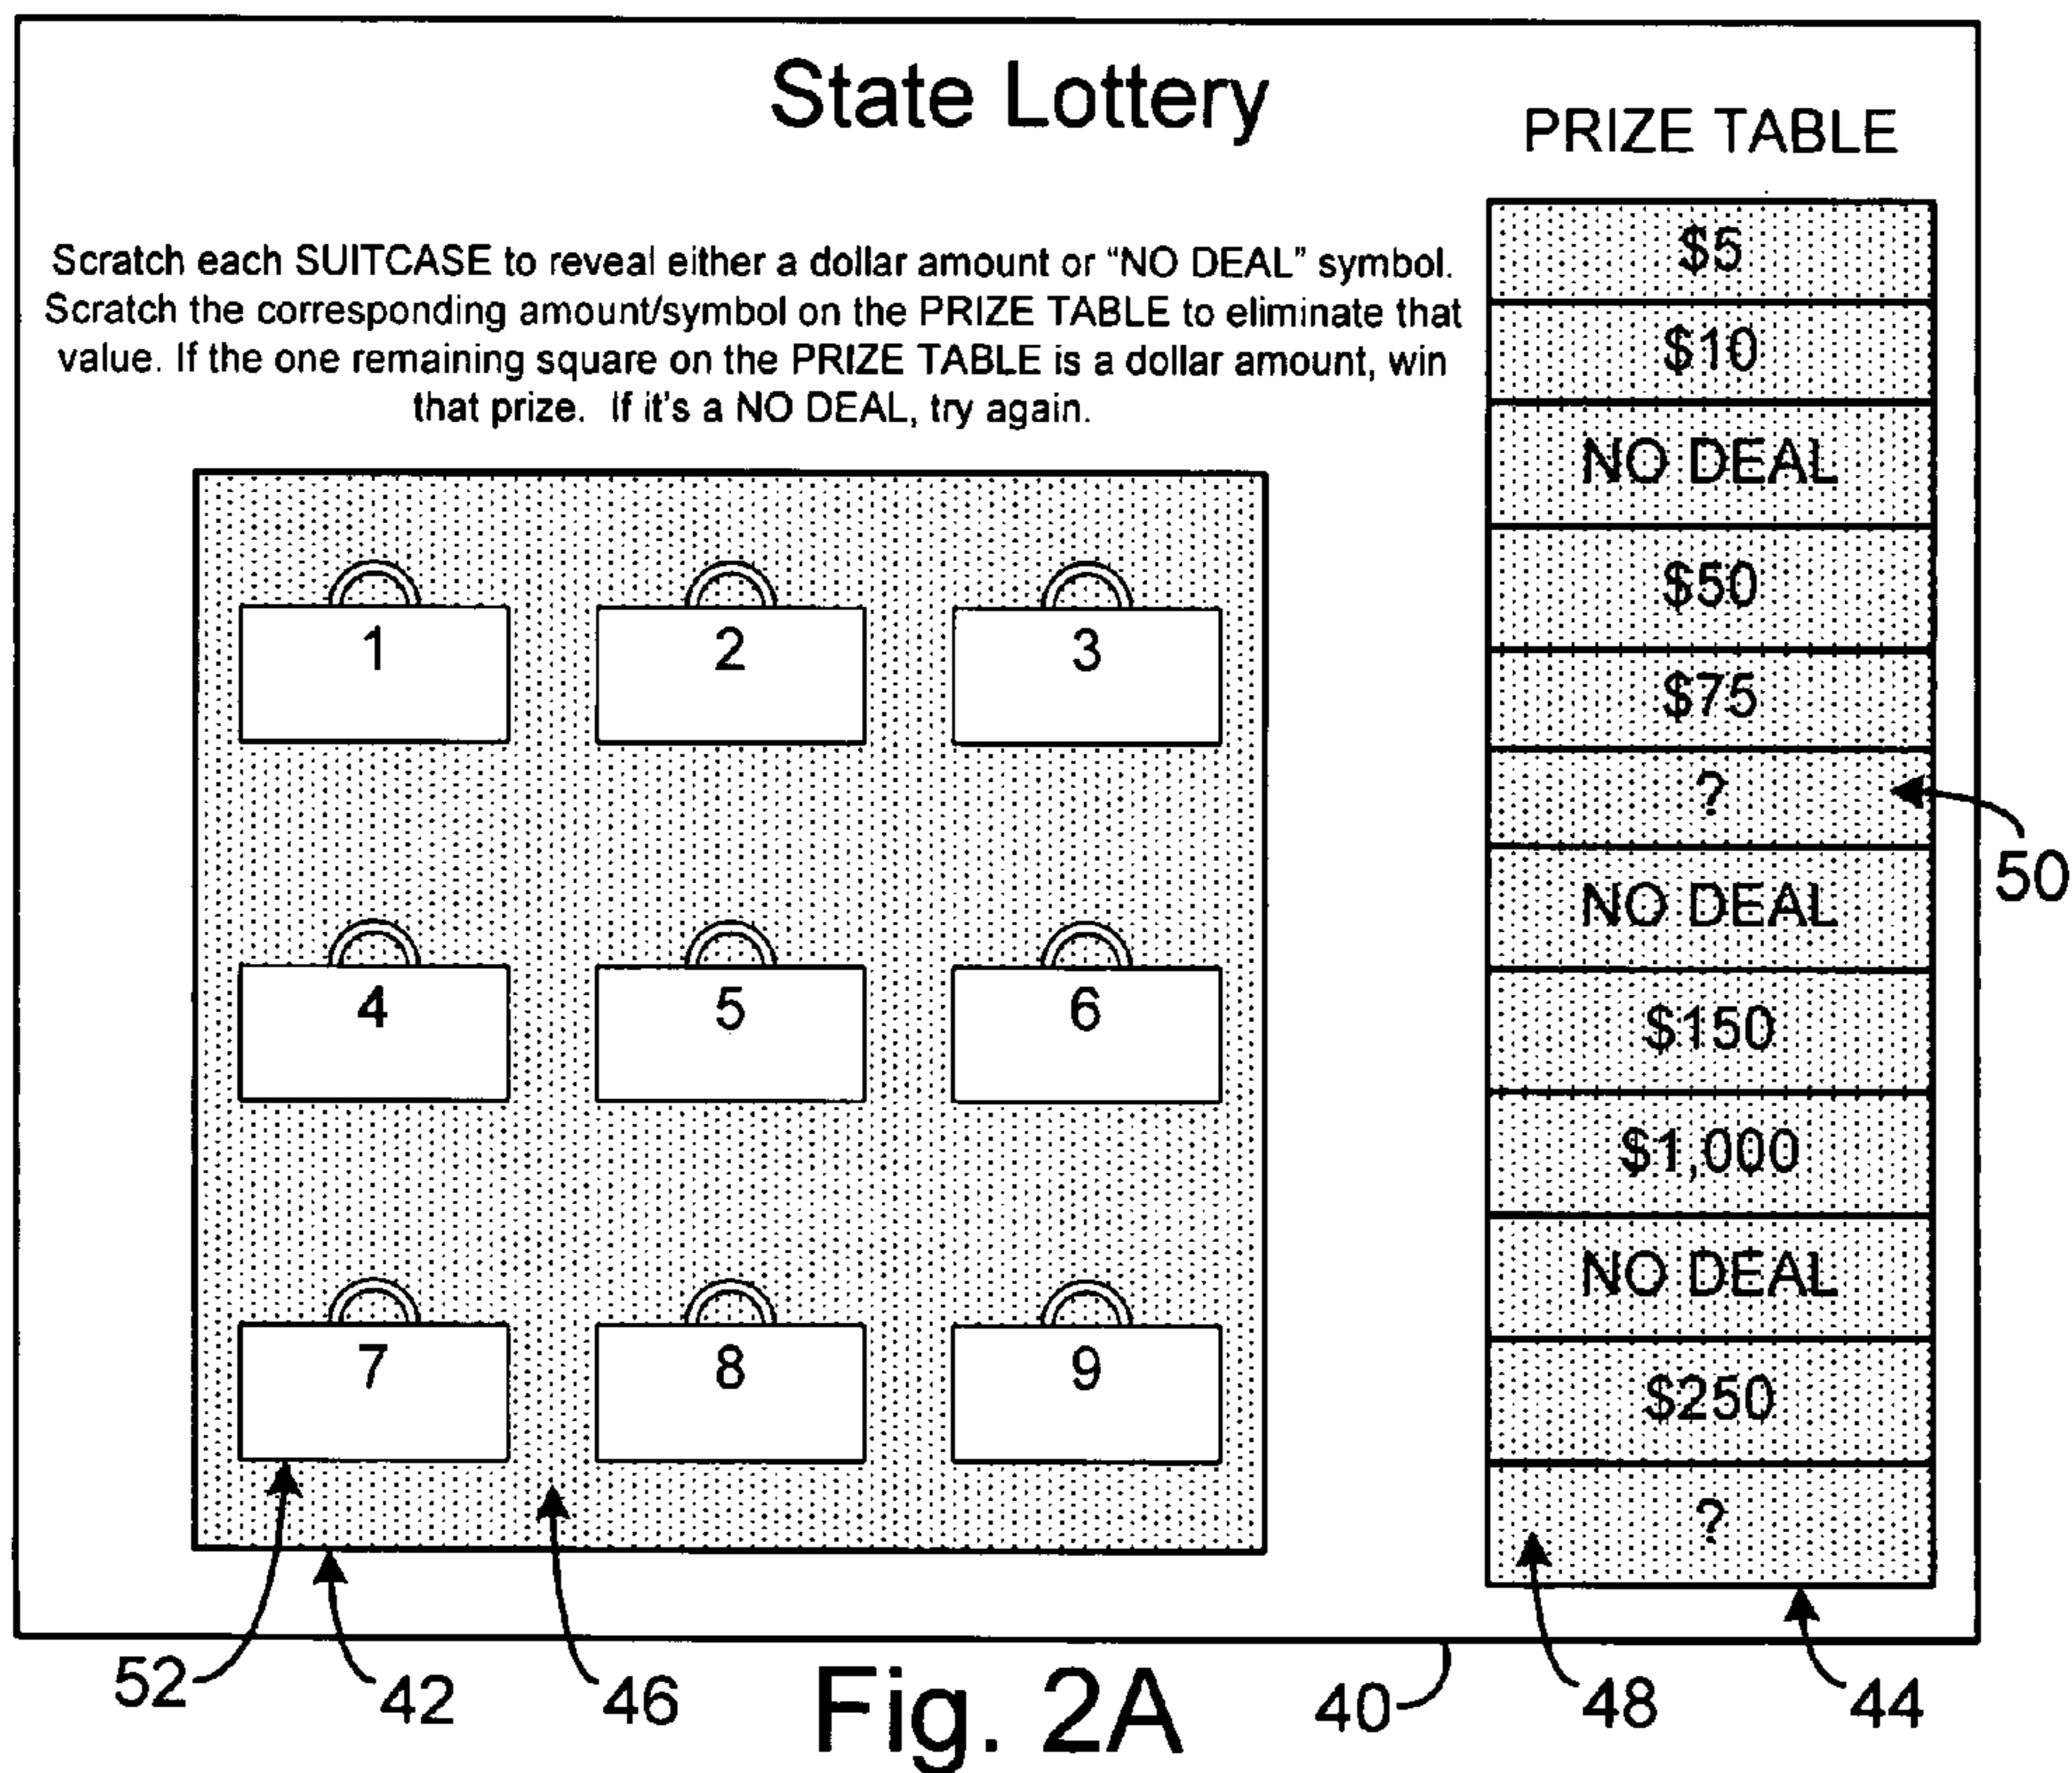 State Lottery
PRIZE TABLE
Scratch each SUITCASE to reveal either a dollar amount or “NO DEAL” symbol.
Scratch the corresponding amount/symbol on the PRIZE TABLE to eliminate that
value. If the one remaining square on the PRIZE TABLE is a dollar amount, win
that prize. If it's a NO DEAL, try again.
1
2
3
4
5
6
7
8
9
$5
$10
NO DEAL
$50
$75
?
NO DEAL
$150
$1,000
NO DEAL
$250
?
50
52
42
46
40
48
44
Fig. 2A